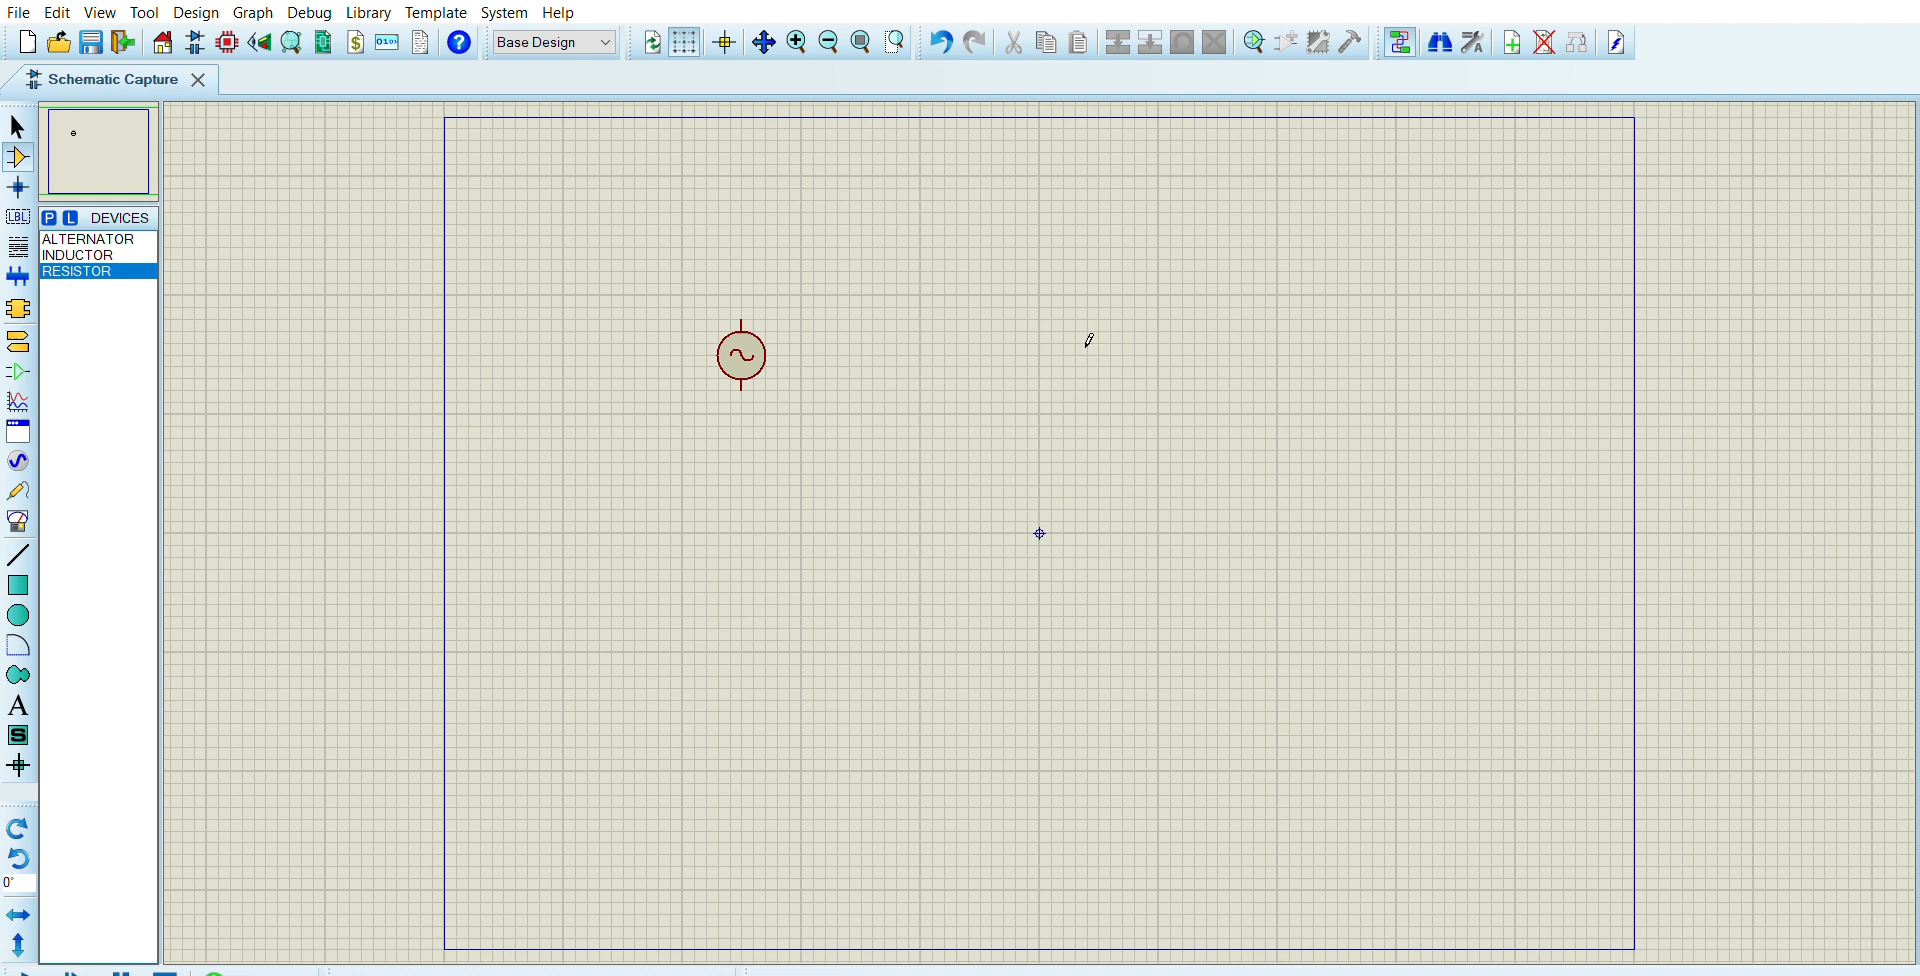 File Edit View Tool Design Graph Debug Library Template System Help
Base Design
Schematic Capture
P L DEVICES
ALTERNATOR
INDUCTOR
RESISTOR
LBL
A
S
0°